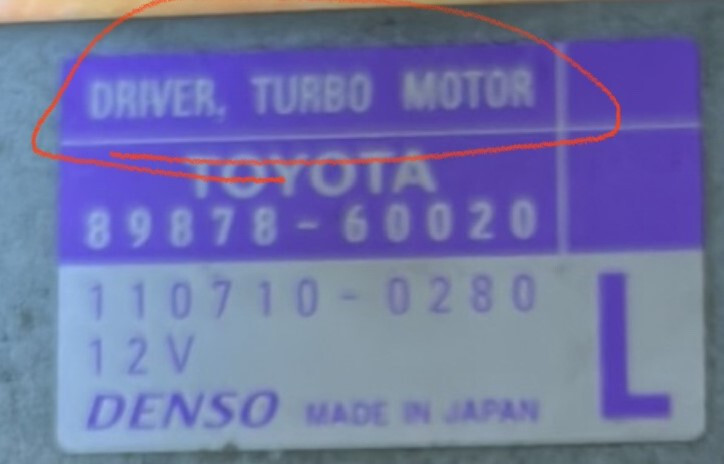 DRIVER, TURBO MOTOR
TOYOTA
89878-60020
110710-0280
12V
L
DENSO MADE IN JAPAN